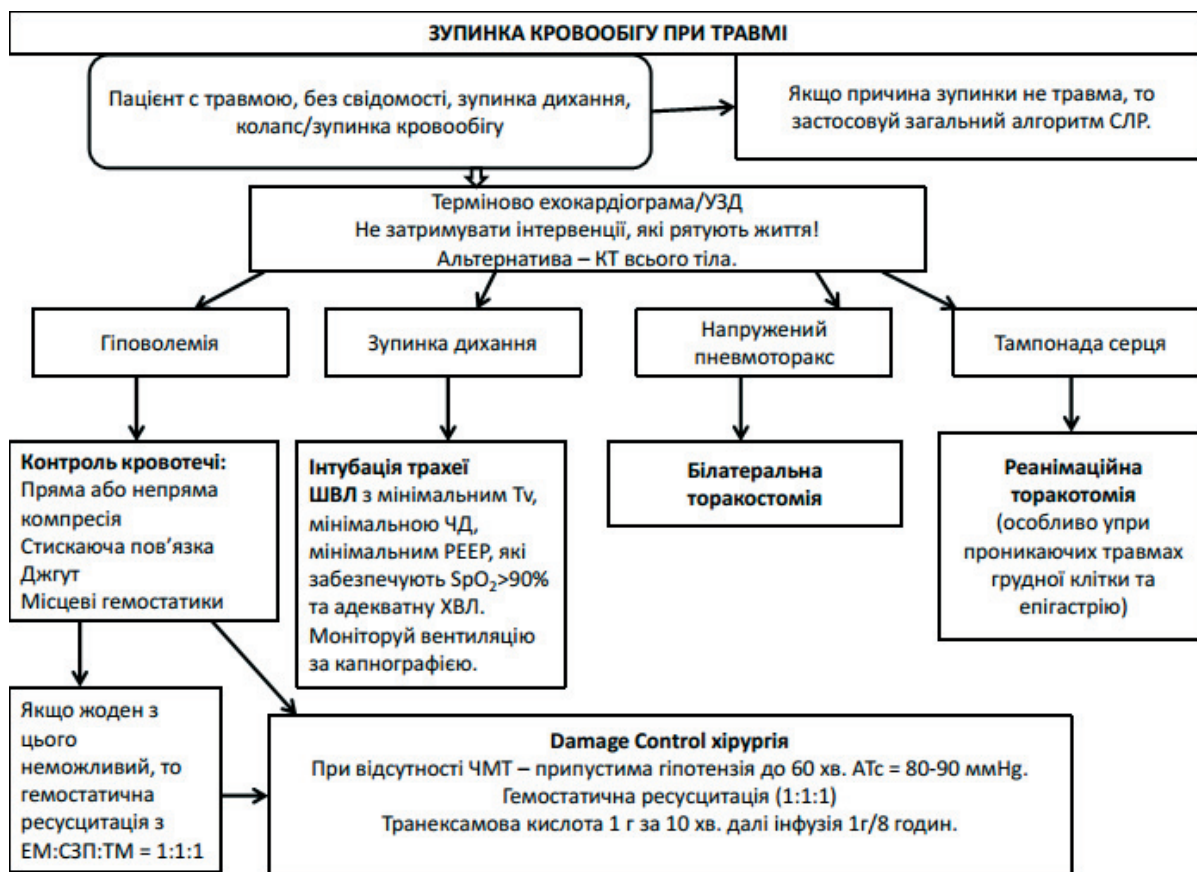 ЗУПИНКА КРОВООБІГУ ПРИ ТРАВМІ
Пацієнт с травмою, без свідомості, зупинка дихання,
колапс/зупинка кровообігу
Якщо причина зупинки не травма, то
застосовуй загальний алгоритм СЛР.
Терміново ехокардіограма/УЗД
Не затримувати інтервенції, які рятують життя!
Альтернатива – КТ всього тіла.
Гіповолемія
Зупинка дихання
Напружений
пневмоторакс
Тампонада серця
Контроль кровотечі:
Пряма або непряма
компресія
Стискаюча пов’язка
Джгут
Місцеві гемостатики
Інтубація трахеї
ШВЛ з мінімальним Tv,
мінімальною ЧД,
мінімальним PEEP, які
забезпечують SpO₂>90%
та адекватну ХВЛ.
Моніторуй вентиляцію
за капнографією.
Білатеральна
торакостомія
Реанімаційна
торакотомія
(особливо упри
проникаючих травмах
грудної клітки та
епігастрію)
Якщо жоден з
цього
неможливий, то
гемостатична
ресусцитація з
ЕМ:СЗП:ТМ = 1:1:1
Damage Control хірургія
При відсутності ЧМТ – припустима гіпотензія до 60 хв. АТс = 80-90 ммHg.
Гемостатична ресусцитація (1:1:1)
Транексамова кислота 1 г за 10 хв. далі інфузія 1г/8 годин.